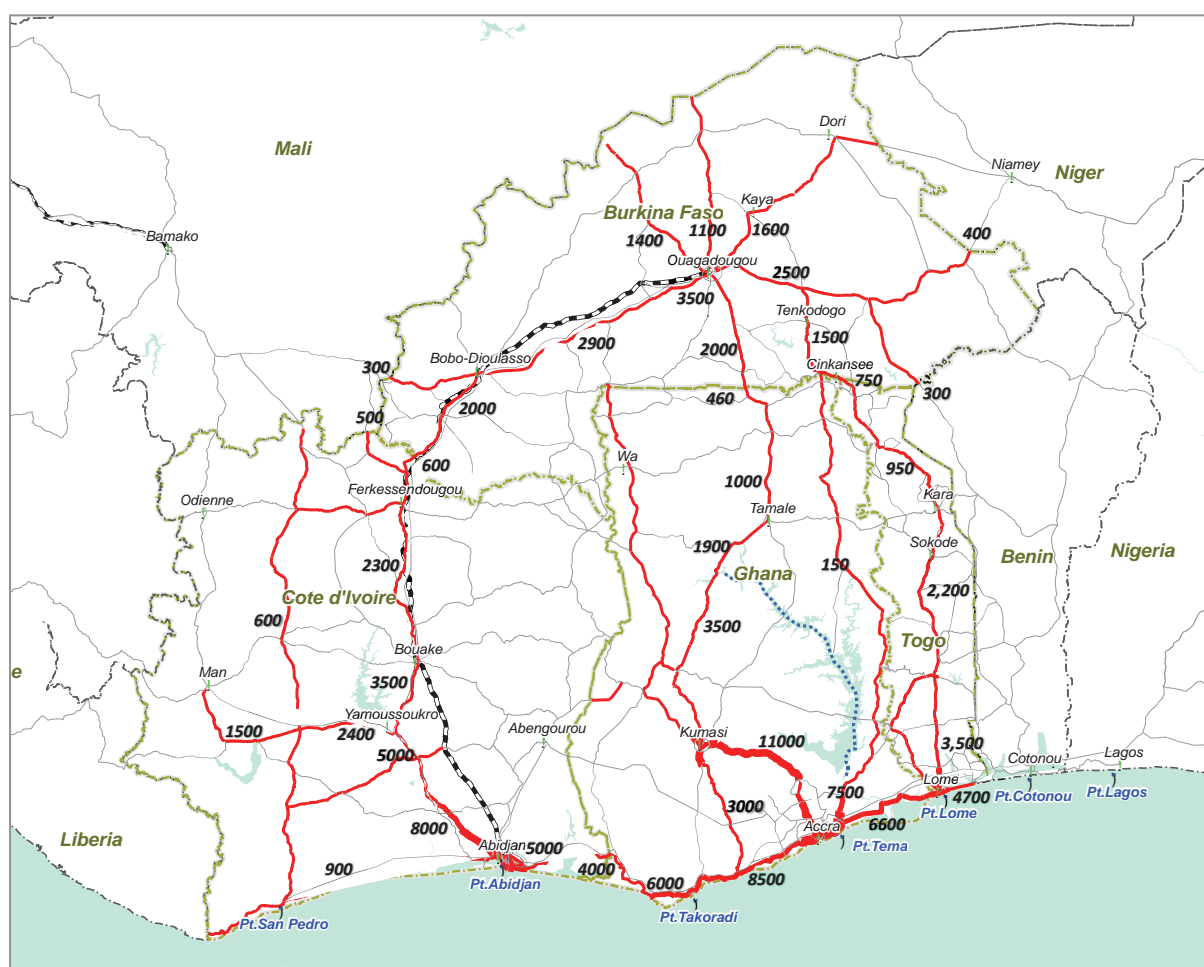 Dori
Mali
Niamey
Niger
Kaya
Burkina Faso
1100
1600
1400
400
Bamako
Ouagadougou
2500
3500
Tenkodogo
1500
2900
2000
Bobo-Dioulasso
Cinkansee
300
750
300
460
2000
500
Wa
600
950
1000
Ferkessendougou
Kara
Odienne
Tamale
Sokode
1900
Benin
Nigeria
2300
150
Ghana
Cote d'Ivoire
2,200
600
3500
Togo
Bouake
e
Man
3500
Yamoussoukro
1500
2400
Abengourou
Kumasi
11000
3,500
5000
Cotonou
Lagos
Lome
7500
4700
Pt.Cotonou
Pt.Lagos
3000
Pt.Lome
8000
Accra
6600
Liberia
Abidjan
Pt.Tema
5000
900
4000
8500
Pt.Abidjan
6000
Pt.San Pedro
Pt.Takoradi